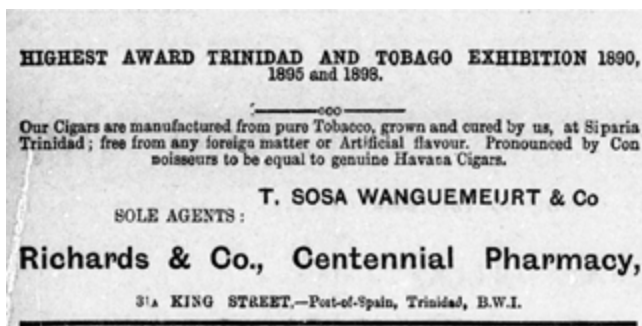 HIGHEST AWARD TRINIDAD AND TOBAGO EXHIBITION 1890,
1895 and 1898.
Our Cigars are manufactured from pure Tobacco, grown and cured by us, at Siparia
Trinidad; free from any foreign matter or Artificial flavour. Pronounced by Con
noisseurs to be equal to genuine Havana Cigars.
T. SOSA WANGUEMEURT & Co
SOLE AGENTS:
Richards & Co., Centennial Pharmacy,
31A KING STREET.—Port-of-Spain, Trinidad, B.W.I.